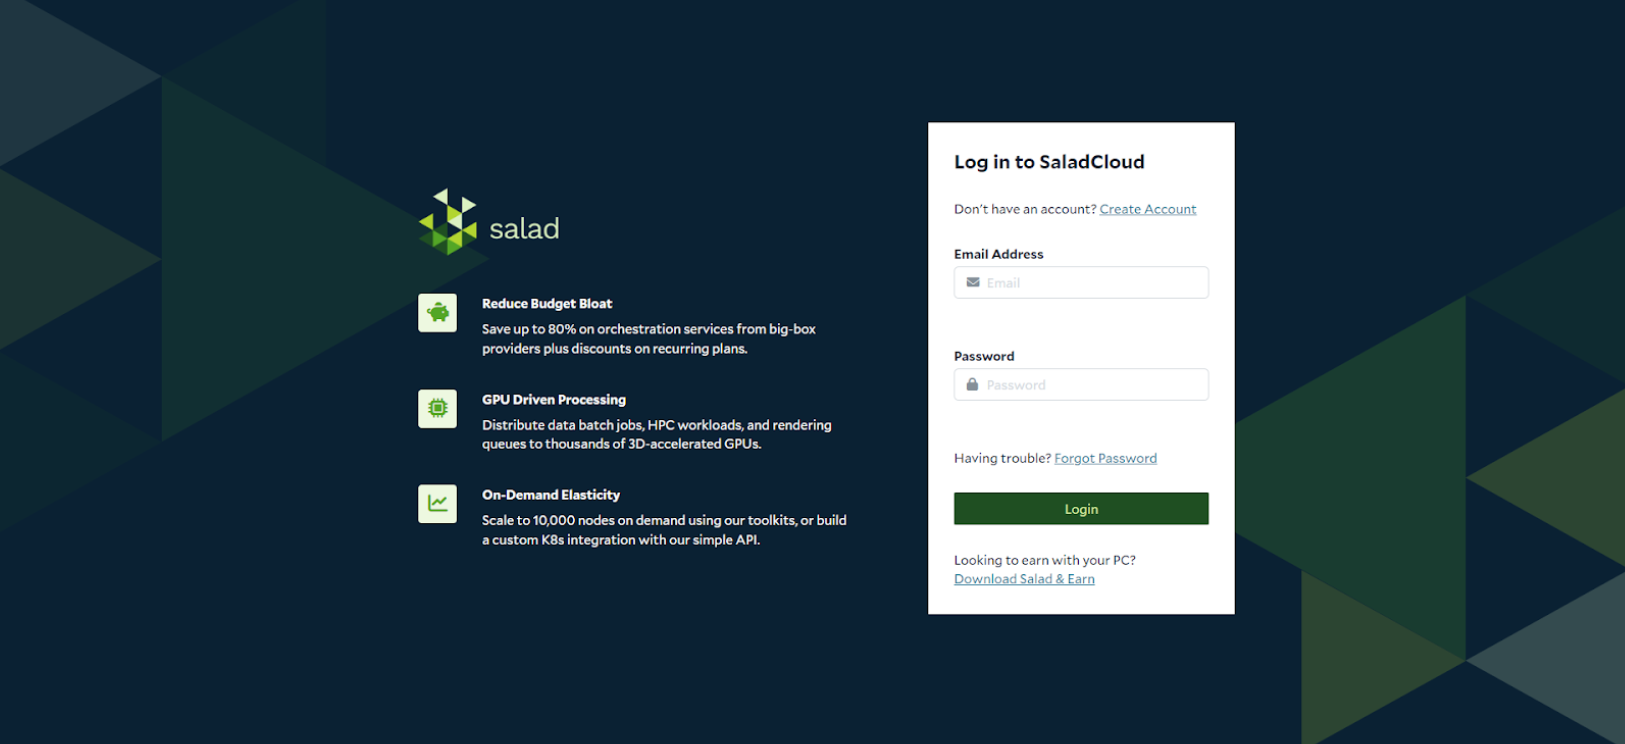 salad
Reduce Budget Bloat
Save up to 80% on orchestration services from big-box
providers plus discounts on recurring plans.
GPU Driven Processing
Distribute data batch jobs, HPC workloads, and rendering
queues to thousands of 3D-accelerated GPUs.
On-Demand Elasticity
Scale to 10,000 nodes on demand using our toolkits, or build
a custom K8s integration with our simple API.
Log in to SaladCloud
Don't have an account? Create Account
Email Address
Email
Password
Password
Having trouble? Forgot Password
Login
Looking to earn with your PC?
Download Salad & Earn